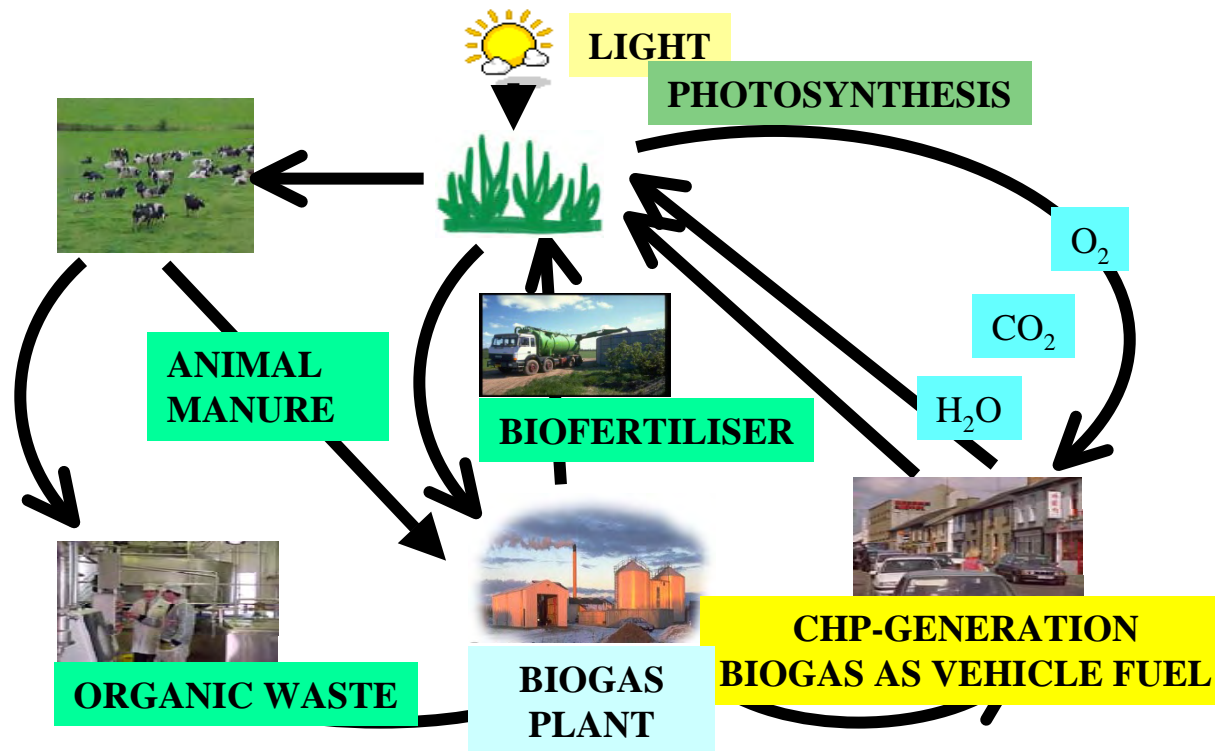 LIGHT
PHOTOSYNTHESIS
O₂
CO₂
H₂O
ANIMAL
MANURE
BIOFERTILISER
CHP-GENERATION
BIOGAS AS VEHICLE FUEL
ORGANIC WASTE
BIOGAS
PLANT